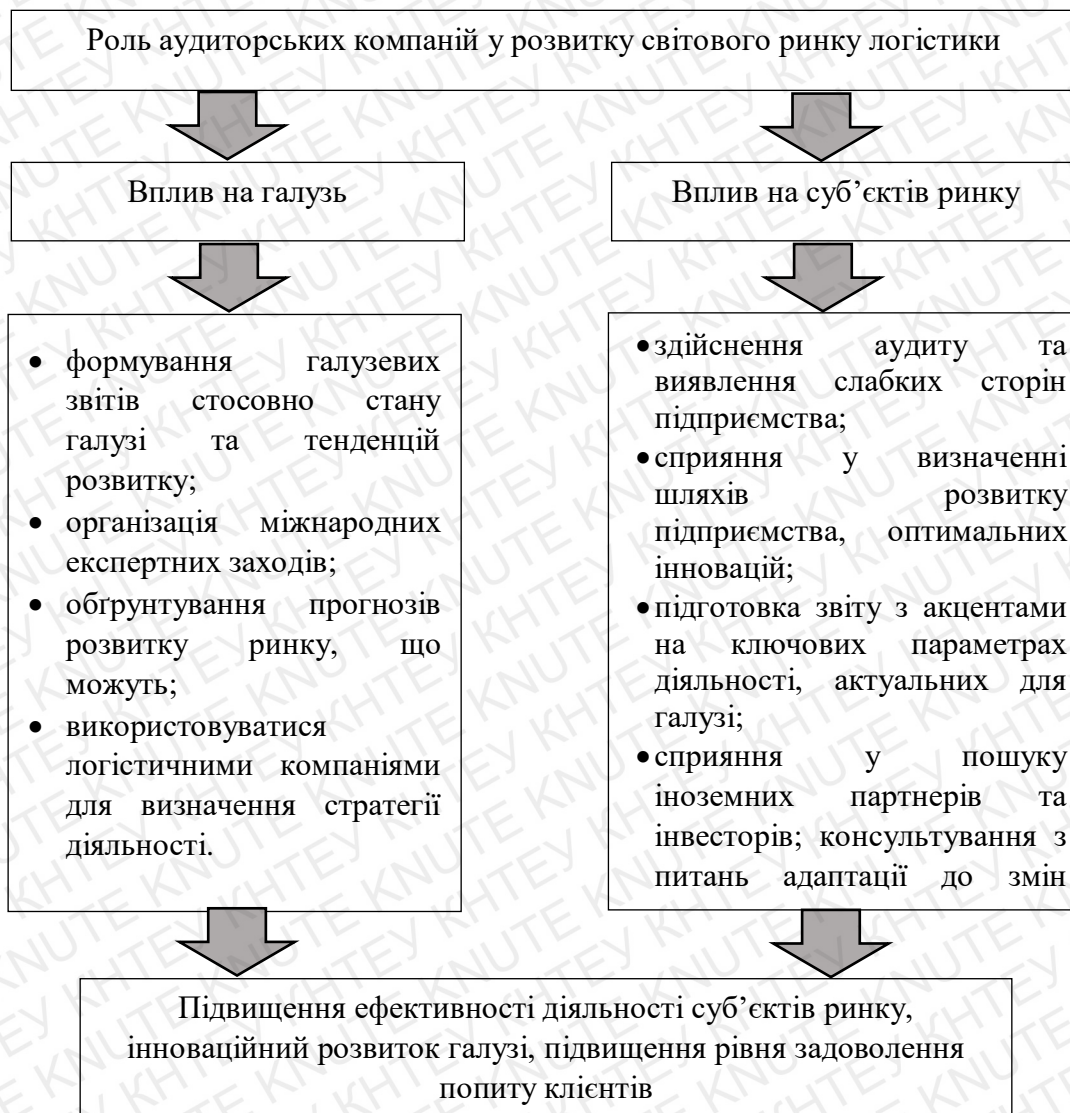 Роль аудиторських компаній у розвитку світового ринку логістики
Вплив на галузь
Вплив на суб’єктів ринку
• формування галузевих
звітів стосовно стану
галузі та тенденцій
розвитку;
• організація міжнародних
експертних заходів;
• обґрунтування прогнозів
розвитку ринку, що
можуть;
• використовуватися
логістичними компаніями
для визначення стратегії
діяльності.
• здійснення аудиту та
виявлення слабких сторін
підприємства;
• сприяння у визначенні
шляхів розвитку
підприємства, оптимальних
інновацій;
• підготовка звіту з акцентами
на ключових параметрах
діяльності, актуальних для
галузі;
• сприяння у пошуку
іноземних партнерів та
інвесторів; консультування з
питань адаптації до змін
Підвищення ефективності діяльності суб’єктів ринку,
інноваційний розвиток галузі, підвищення рівня задоволення
попиту клієнтів